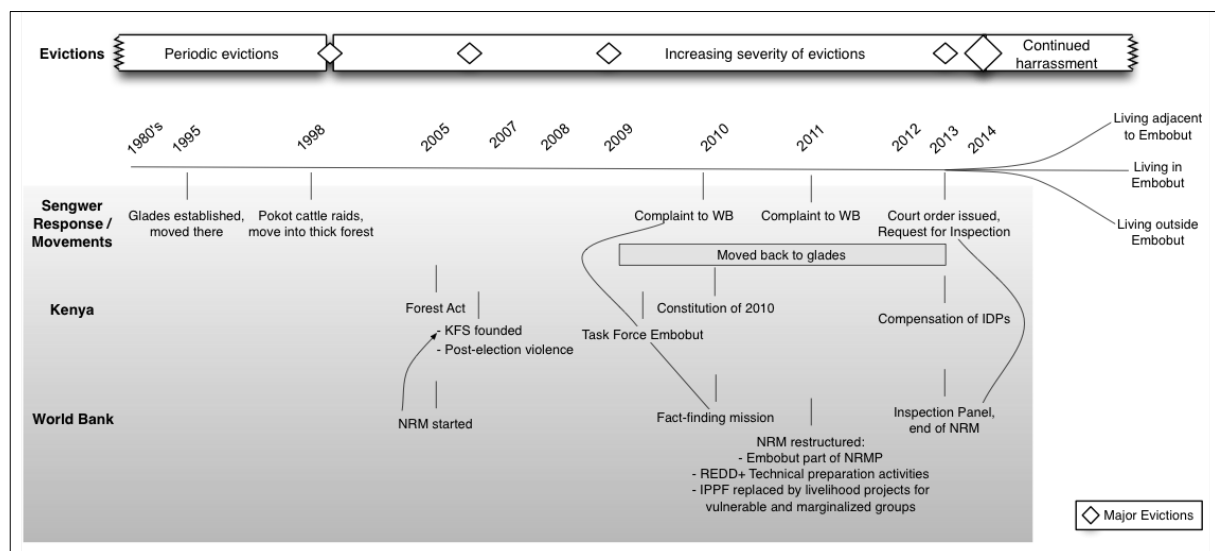 Evictions
Periodic evictions
Increasing severity of evictions
Continued
harrassment
1980's
1995
1998
2005
2007
2008
2009
2010
2011
2012
2013
2014
Living adjacent
to Embobut
Living in
Embobut
Living outside
Embobut
Sengwer
Response /
Movements
Glades established,
moved there
Pokot cattle raids,
move into thick forest
Complaint to WB
Complaint to WB
Court order issued,
Request for Inspection
Moved back to glades
Kenya
Forest Act
- KFS founded
- Post-election violence
Task Force Embobut
Constitution of 2010
Compensation of IDPs
World Bank
NRM started
Fact-finding mission
Inspection Panel,
end of NRM
NRM restructured:
- Embobut part of NRMP
- REDD+ Technical preparation activities
- IPPF replaced by livelihood projects for
vulnerable and marginalized groups
Major Evictions